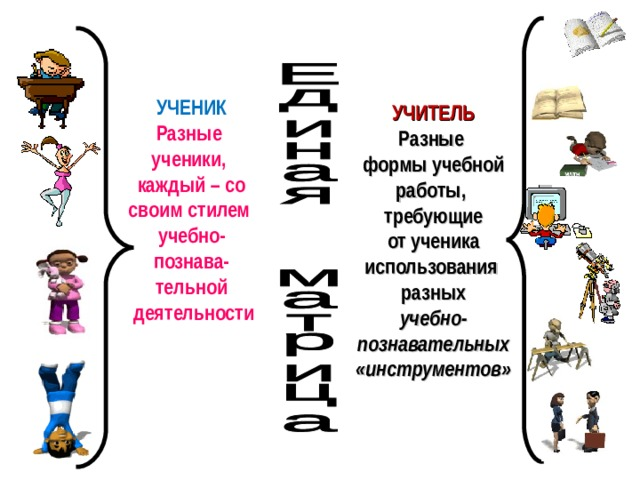 УЧЕНИК
Разные
ученики,
каждый – со
своим стилем
учебно-
познава-
тельной
деятельности
Единая
матрица
УЧИТЕЛЬ
Разные
формы учебной
работы,
требующие
от ученика
использования
разных
учебно-
познавательных
«инструментов»
MATH